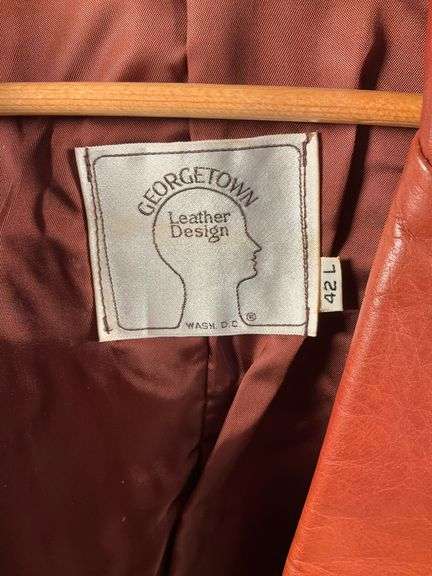 GEORGETOWN
Leather
Design
WASH. D.C. ®
42 L